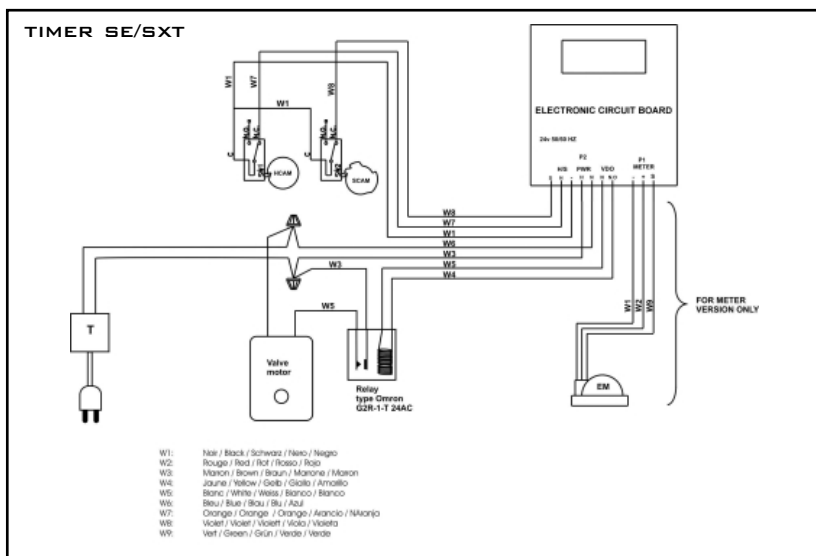 TIMER SE/SXT
ELECTRONIC CIRCUIT BOARD
24v 50/60 HZ
P2
P1
H/S PWR VDO
METER
W1
W7
W8
W1
N.O.
N.C.
N.O.
N.C.
C
C
SW1
SW2
HCAM
SCAM
W8
W7
W1
W6
W3
W5
W4
W3
W5
W1
W2
W9
FOR METER
VERSION ONLY
T
Valve
motor
Relay
type Omron
G2R-1-T 24AC
EM
W1: Noir / Black / Schwarz / Nero / Negro
W2: Rouge / Red / Rot / Rosso / Rojo
W3: Marron / Brown / Braun / Marrone / Marron
W4: Jaune / Yellow / Gelb / Giallo / Amarillo
W5: Blanc / White / Weiss / Bianco / Blanco
W6: Bleu / Blue / Blau / Blu / Azul
W7: Orange / Orange / Orange / Arancio / NAranja
W8: Violet / Violet / Violett / Viola / Violeta
W9: Vert / Green / Grün / Verde / Verde